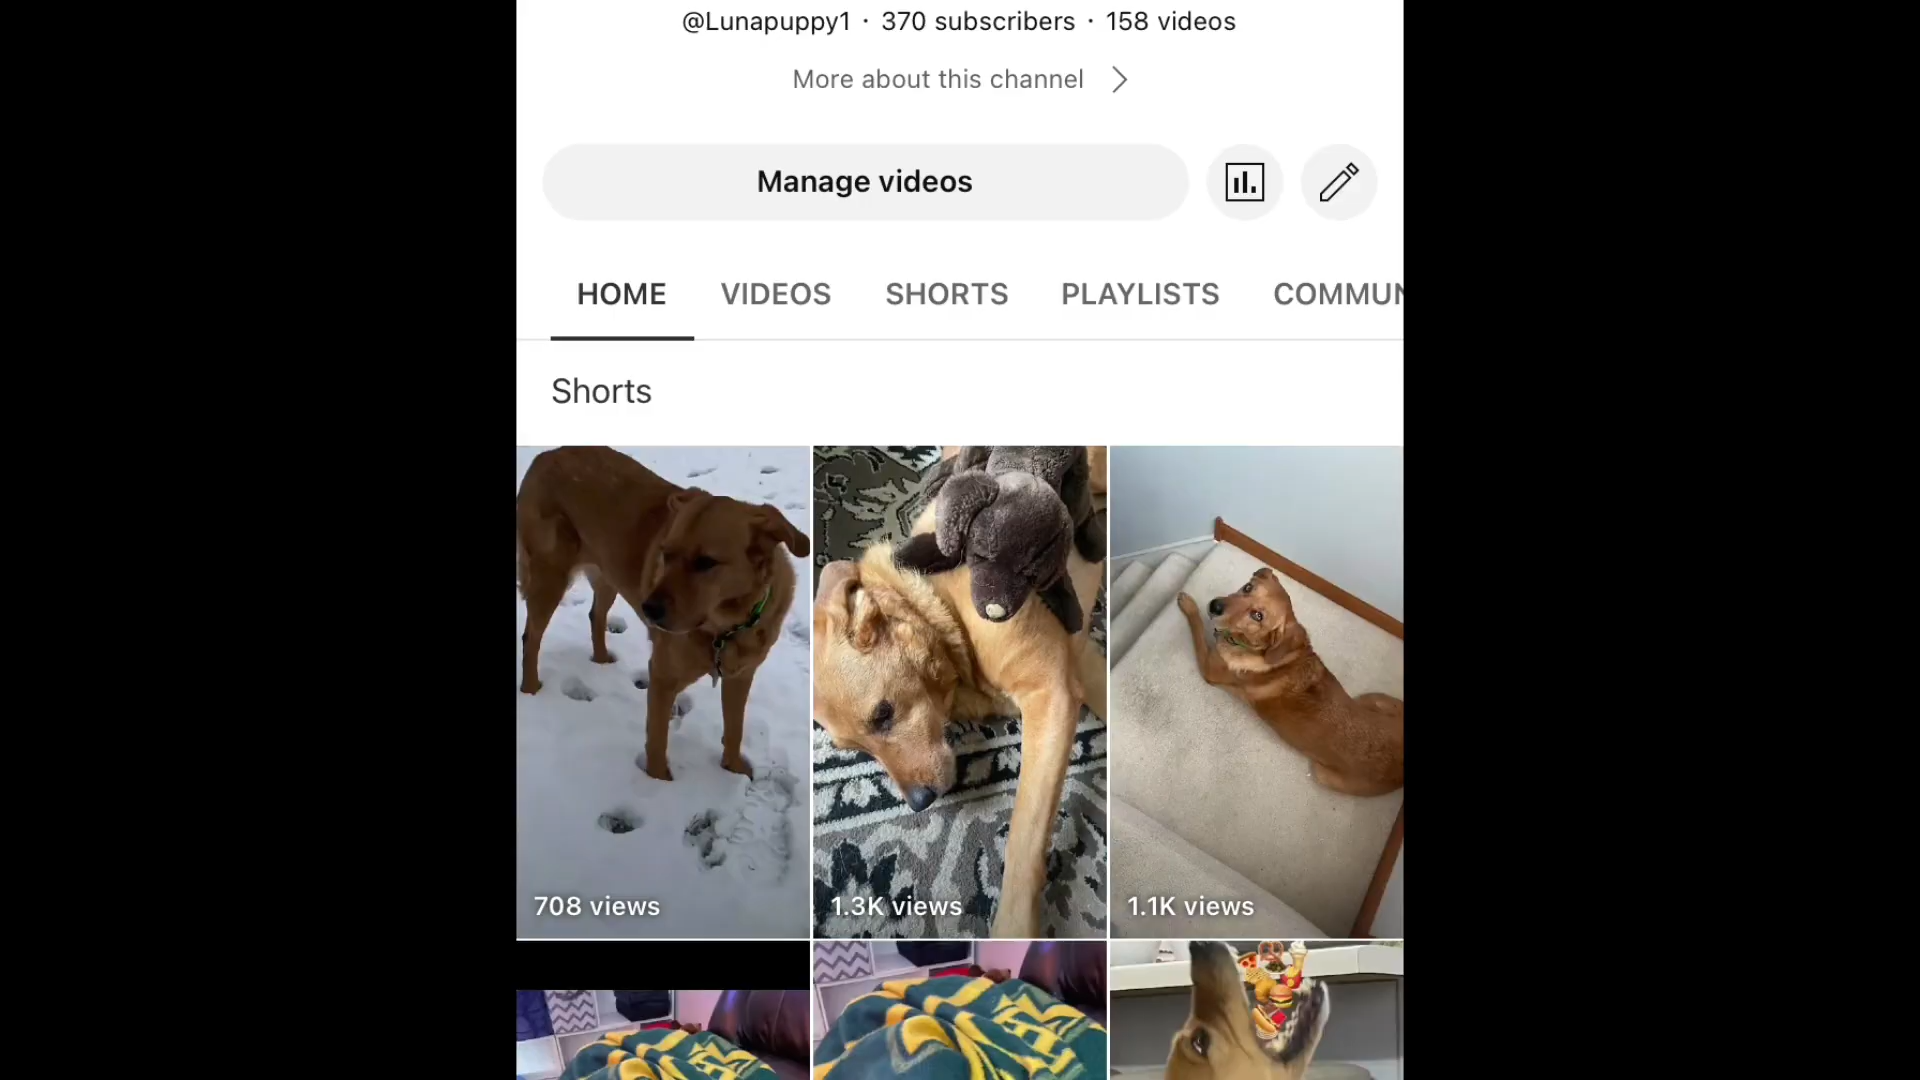 @Lunapuppy1 · 370 subscribers · 158 videos
More about this channel
Manage videos
HOME VIDEOS SHORTS PLAYLISTS COMMUN
Shorts
708 views 1.3K views 1.1K views